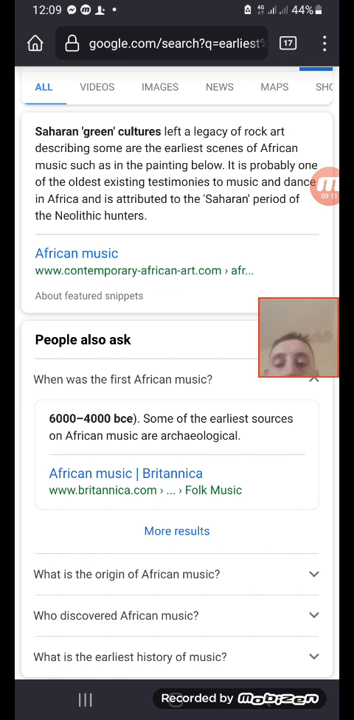 12:09
4G
44%
google.com/search?q=earliest%
17
ALL VIDEOS IMAGES NEWS MAPS SHO
Saharan 'green' cultures left a legacy of rock art
describing some are the earliest scenes of African
music such as in the painting below. It is probably one
of the oldest existing testimonies to music and dance
in Africa and is attributed to the 'Saharan' period of
the Neolithic hunters.
09:11
African music
www.contemporary-african-art.com › afr...
About featured snippets
People also ask
When was the first African music?
6000–4000 bce). Some of the earliest sources
on African music are archaeological.
African music | Britannica
www.britannica.com › ... › Folk Music
More results
What is the origin of African music?
Who discovered African music?
What is the earliest history of music?
Recorded by MOBIZEN